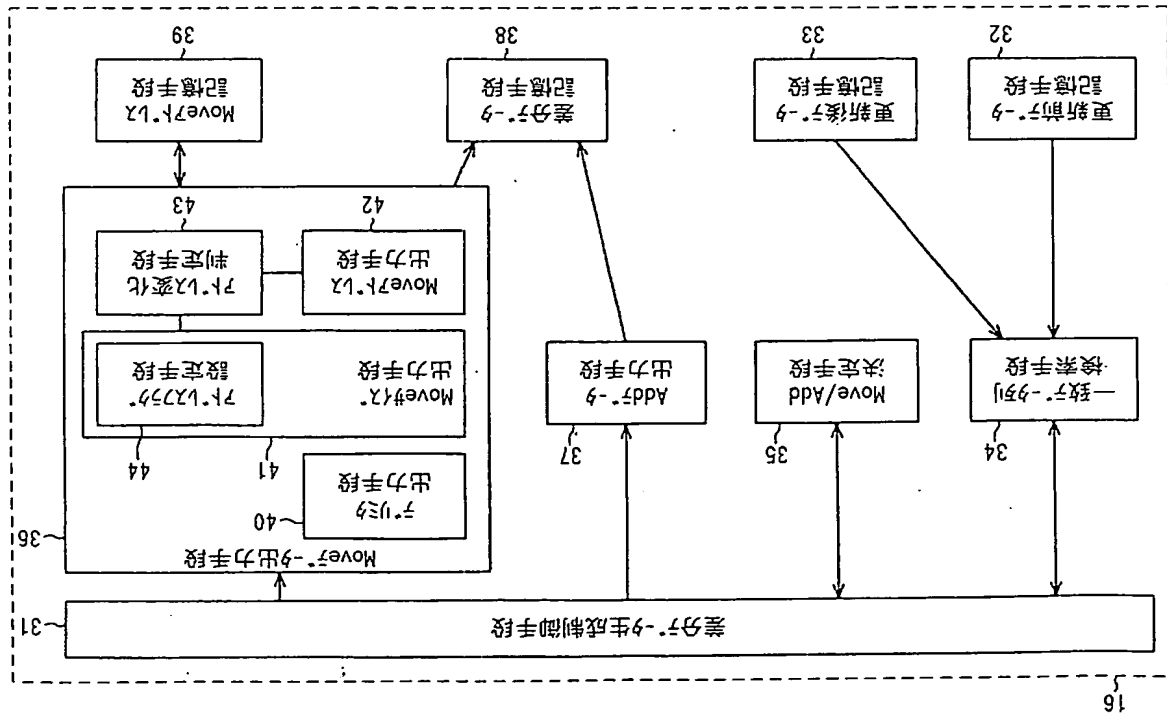 16
31
差分データ生成制御手段
34
一致データ列
検索手段
35
Move/Add
決定手段
37
Addデータ
出力手段
36
Moveデータ出力手段
40
デリミタ
出力手段
41
Moveサイズ
出力手段
44
アドレスフラグ
設定手段
42
Moveアドレス
出力手段
43
アドレス変化
判定手段
32
更新前データ
記憶手段
33
更新後データ
記憶手段
38
差分データ
記憶手段
39
Moveアドレス
記憶手段